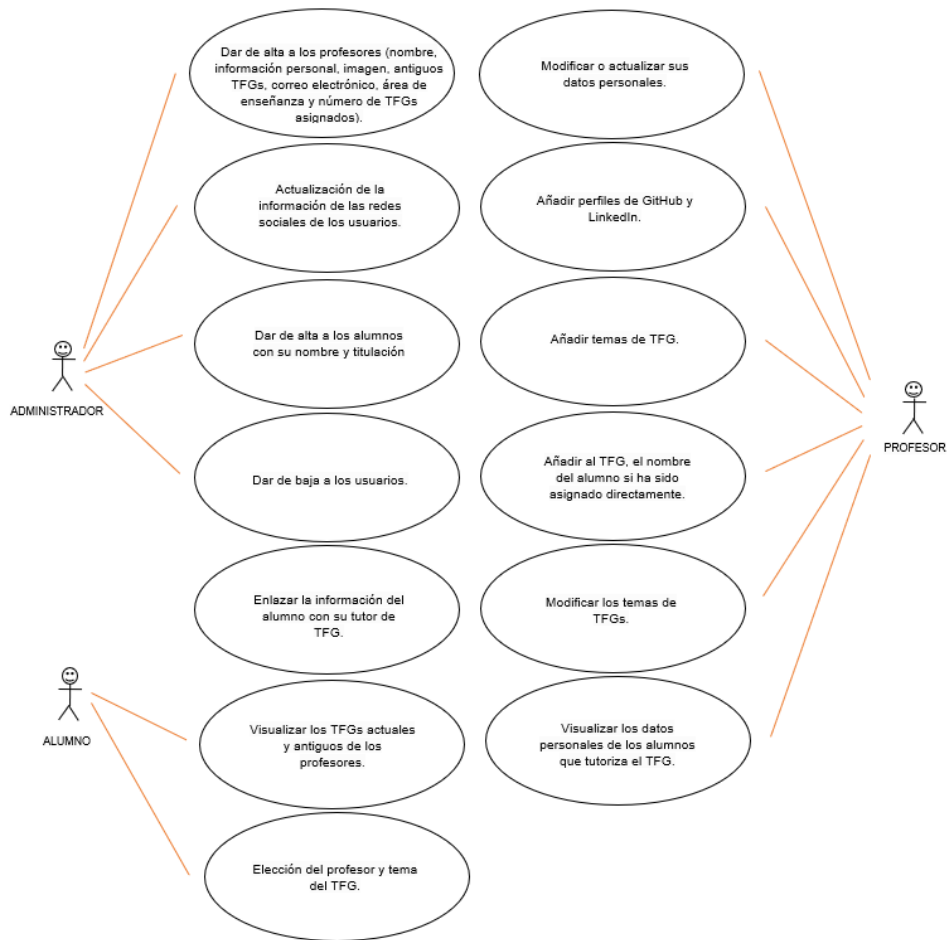 Dar de alta a los profesores (nombre,
información personal, imagen, antiguos
TFGs, correo electrónico, área de
enseñanza y número de TFGs
asignados).
Modificar o actualizar sus
datos personales.
Actualización de la
información de las redes
sociales de los usuarios.
Añadir perfiles de GitHub y
LinkedIn.
Dar de alta a los alumnos
con su nombre y titulación
Añadir temas de TFG.
ADMINISTRADOR
PROFESOR
Dar de baja a los usuarios.
Añadir al TFG, el nombre
del alumno si ha sido
asignado directamente.
Enlazar la información del
alumno con su tutor de
TFG.
Modificar los temas de
TFGs.
ALUMNO
Visualizar los TFGs actuales
y antiguos de los
profesores.
Visualizar los datos
personales de los alumnos
que tutoriza el TFG.
Elección del profesor y tema
del TFG.